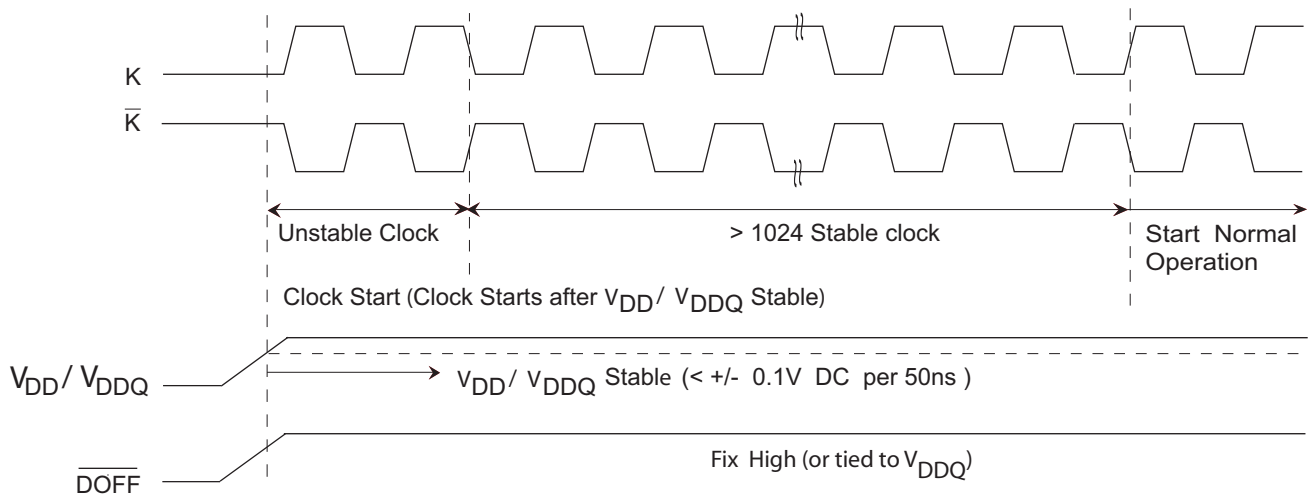 K
K
Unstable Clock
> 1024 Stable clock
Start Normal
Operation
Clock Start (Clock Starts after VDD/ VDDQ Stable)
VDD/ VDDQ
VDD/ VDDQ Stable (< +/- 0.1V DC per 50ns )
Fix High (or tied to VDDQ)
DOFF